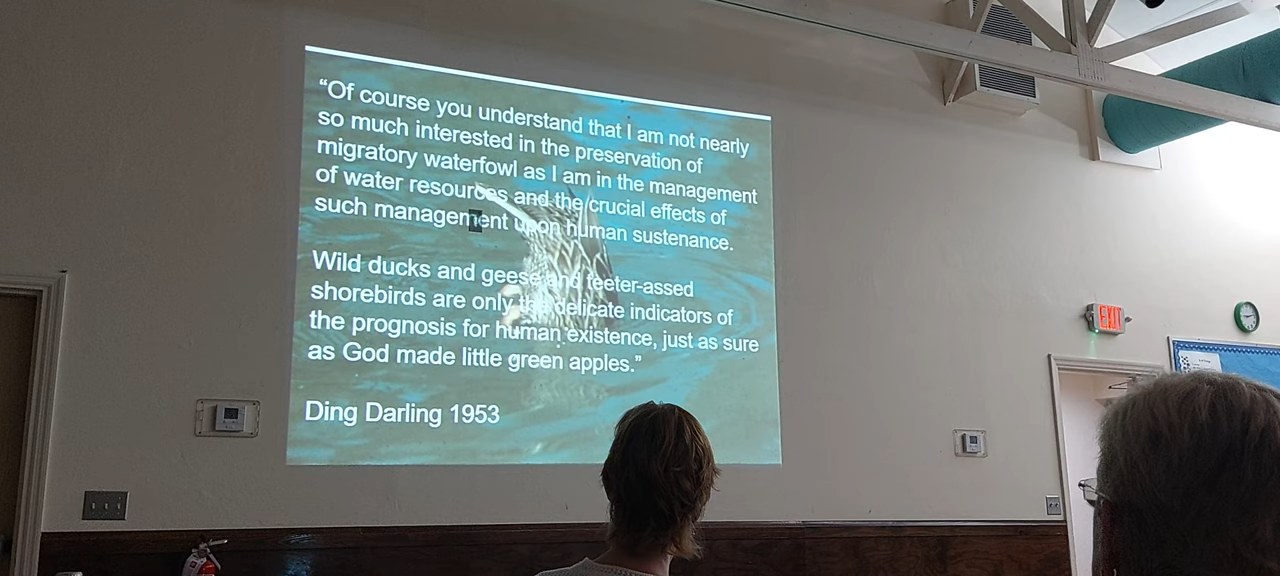 “Of course you understand that I am not nearly
so much interested in the preservation of
migratory waterfowl as I am in the management
of water resources and the crucial effects of
such management upon human sustenance.
Wild ducks and geese and teeter-assed
shorebirds are only the delicate indicators of
the prognosis for human existence, just as sure
as God made little green apples.”
Ding Darling 1953
EXIT